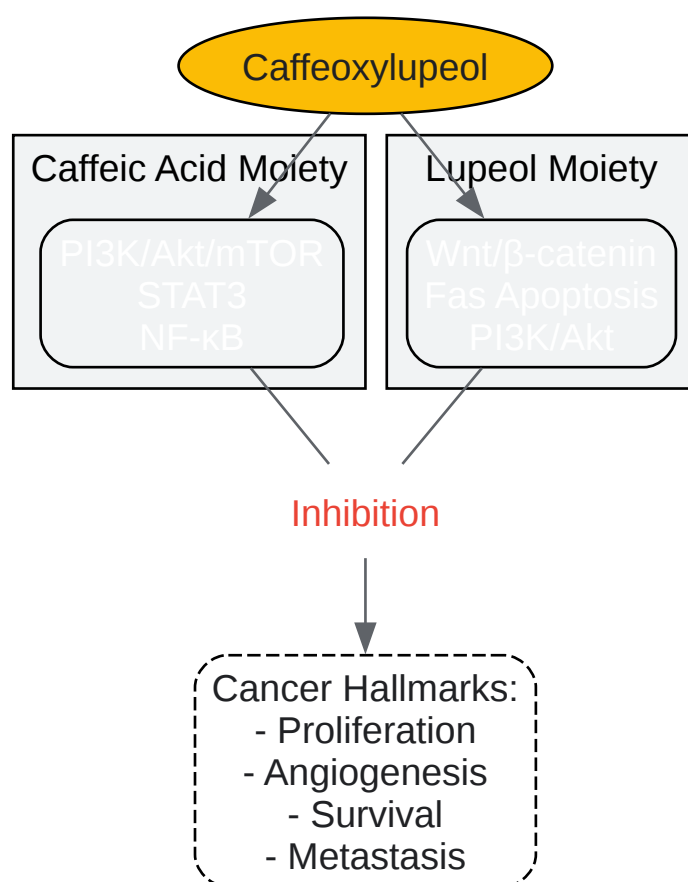 Caffeoxylupeol
Caffeic Acid Moiety
PI3K/Akt/mTOR
STAT3
NF-κB
Lupeol Moiety
Wnt/β-catenin
Fas Apoptosis
PI3K/Akt
Inhibition
Cancer Hallmarks:
- Proliferation
- Angiogenesis
- Survival
- Metastasis